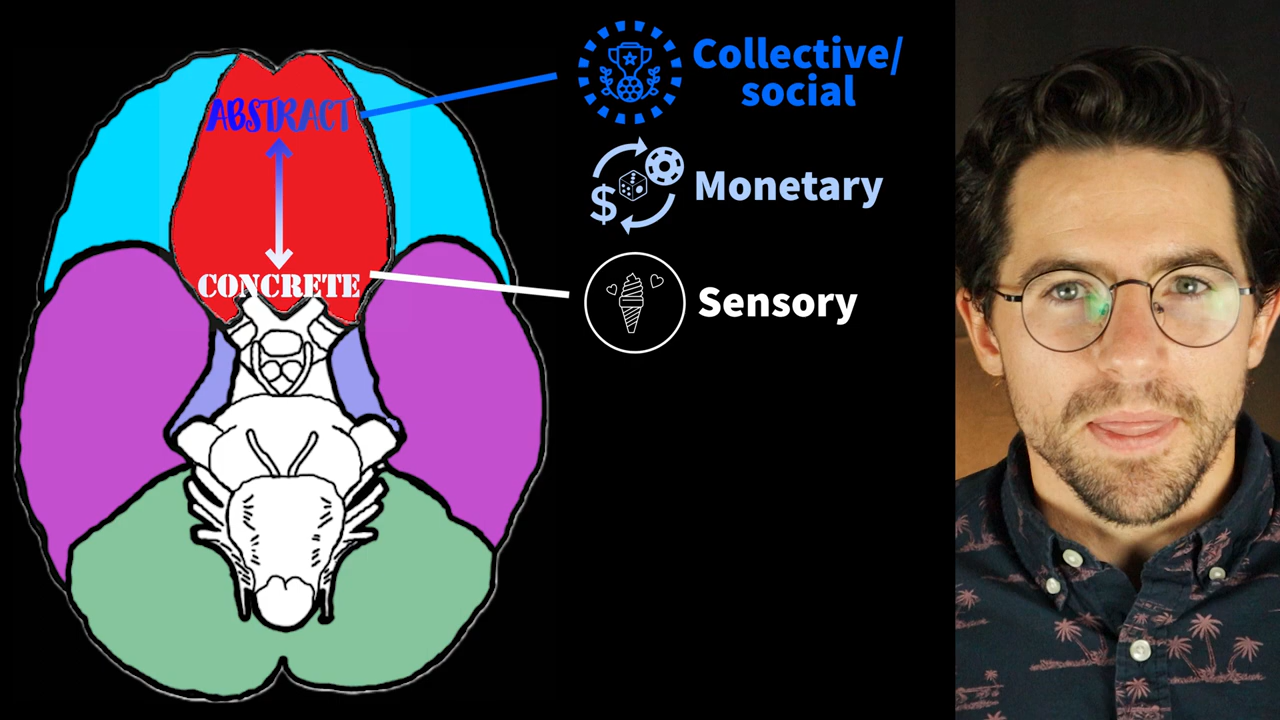 ABSTRACT
CONCRETE
Collective/
social
$
Monetary
Sensory